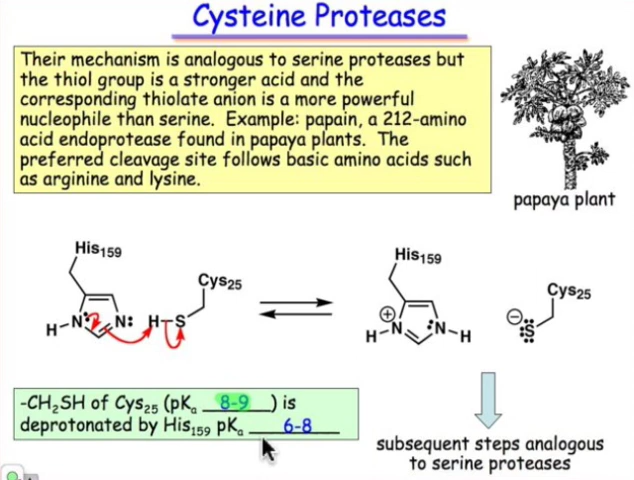 Cysteine Proteases
Their mechanism is analogous to serine proteases but
the thiol group is a stronger acid and the
corresponding thiolate anion is a more powerful
nucleophile than serine. Example: papain, a 212-amino
acid endoprotease found in papaya plants. The
preferred cleavage site follows basic amino acids such
as arginine and lysine.
papaya plant
His₁₅₉
Cys₂₅
H-N N: H-S
His₁₅₉
Cys₂₅
⊕
H-N :N-H
⊖
S
-CH₂SH of Cys₂₅ (pKₐ 8-9) is
deprotonated by His₁₅₉ pKₐ 6-8
subsequent steps analogous
to serine proteases